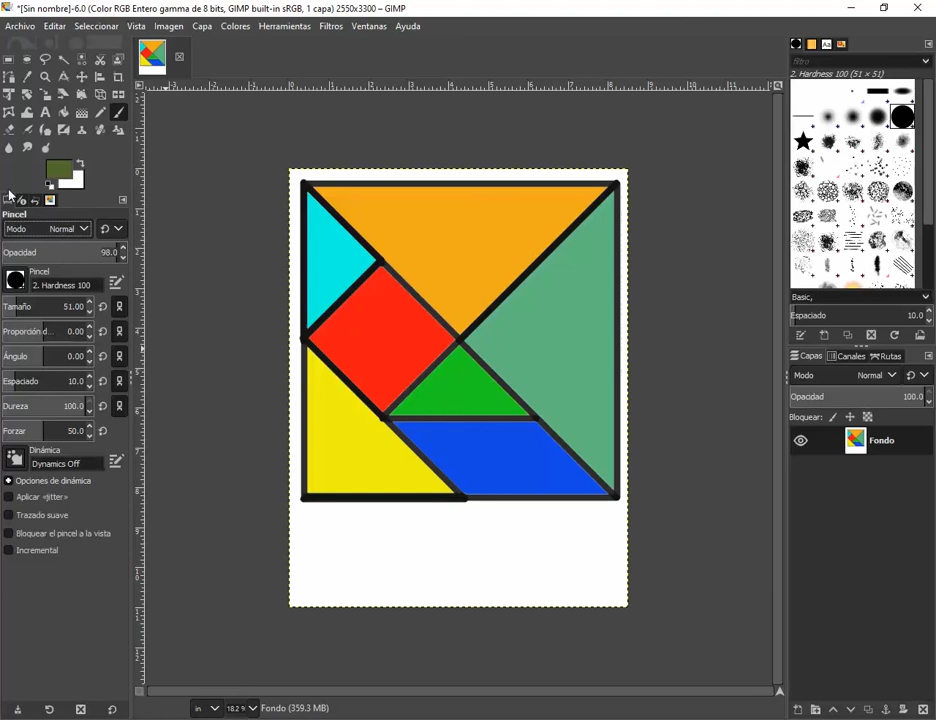 *[Sin nombre]-6.0 (Color RGB Entero gamma de 8 bits, GIMP built-in sRGB, 1 capa) 2550x3300 – GIMP
Archivo Editar Seleccionar Vista Imagen Capa Colores Herramientas Filtros Ventanas Ayuda
filtro
2. Hardness 100 (51 × 51)
Pincel
Modo Normal
Opacidad 98.0
Pincel
2. Hardness 100
Tamaño 51.00
Proporción d... 0.00
Ángulo 0.00
Espaciado 10.0
Dureza 100.0
Forzar 50.0
Dinámica
Dynamics Off
Opciones de dinámica
Aplicar «jitter»
Trazado suave
Bloquear el pincel a la vista
Incremental
Basic,
Espaciado 10.0
Capas Canales Rutas
Modo Normal
Opacidad 100.0
Bloqueo:
Fondo
in 18.2 % Fondo (359.3 MB)